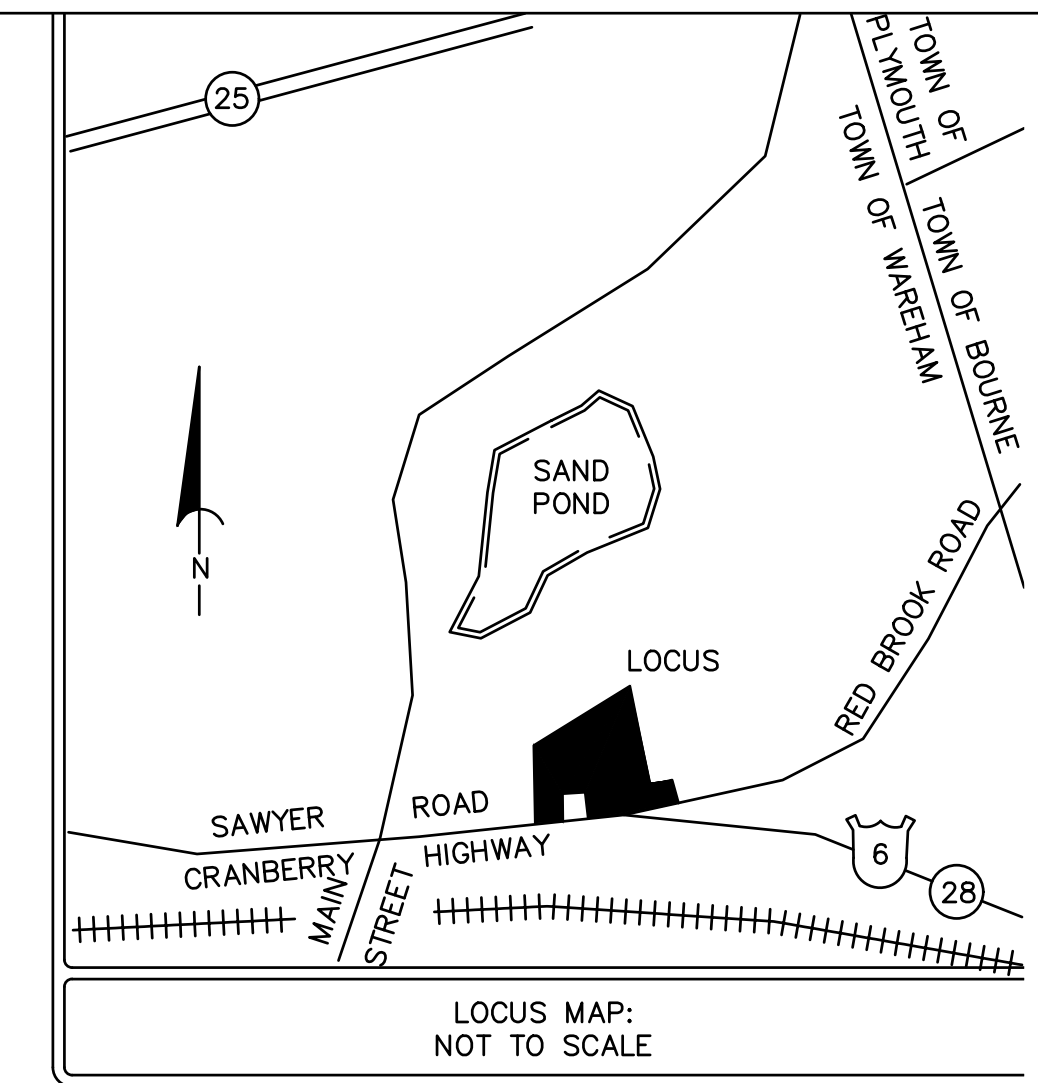 25
TOWN OF
PLYMOUTH
TOWN OF WAREHAM
TOWN OF BOURNE
SAND
POND
N
LOCUS
RED BROOK ROAD
SAWYER ROAD
CRANBERRY HIGHWAY
MAIN STREET
6
28
LOCUS MAP:
NOT TO SCALE